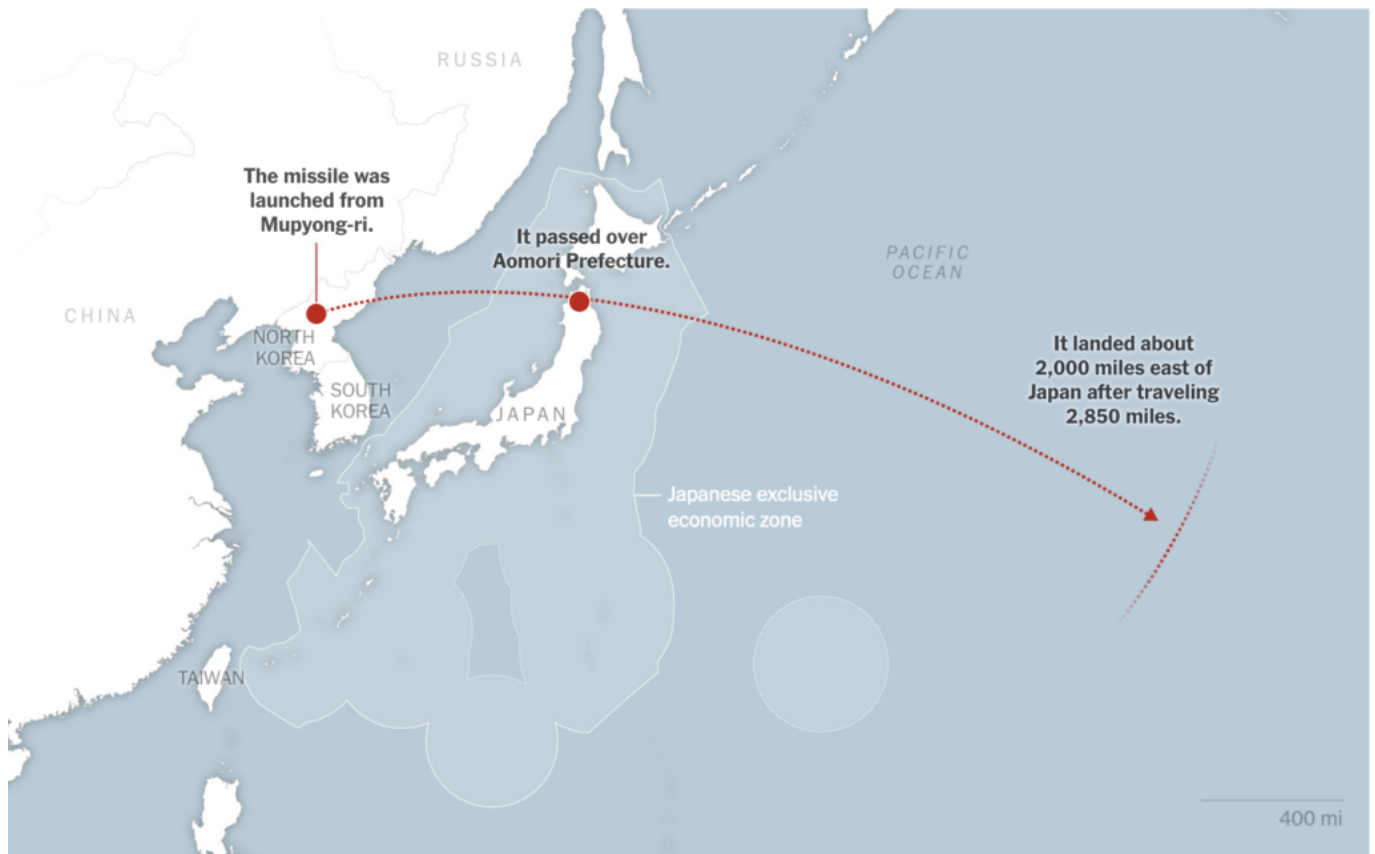 RUSSIA
The missile was
launched from
Mupyong-ri.
It passed over
Aomori Prefecture.
PACIFIC
OCEAN
CHINA
NORTH
KOREA
It landed about
2,000 miles east of
Japan after traveling
2,850 miles.
SOUTH
KOREA
JAPAN
Japanese exclusive
economic zone
TAIWAN
400 mi